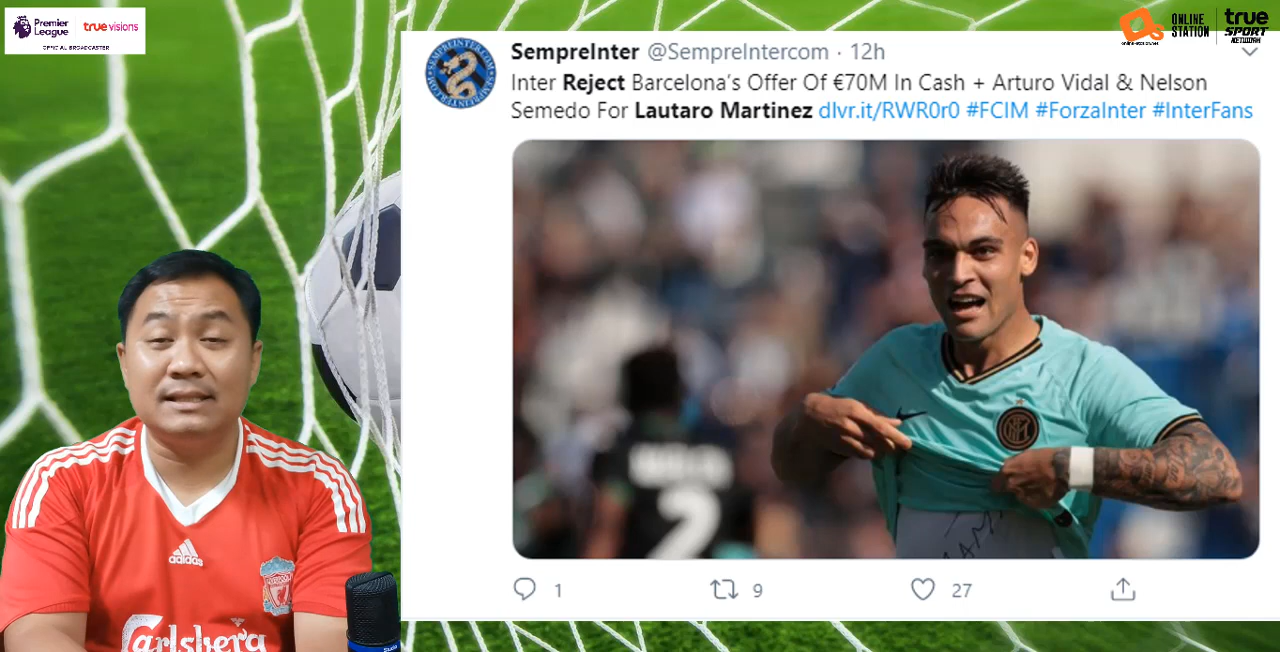 Premier League
true visions
OFFICIAL BROADCASTER
ONLINE STATION
true SPORT NETWORK
SempreInter @SempreIntercom · 12h
Inter Reject Barcelona's Offer Of €70M In Cash + Arturo Vidal & Nelson
Semedo For Lautaro Martinez dlvr.it/RWR0r0 #FCIM #ForzaInter #InterFans
2
1
9
27
adidas
Carlsberg